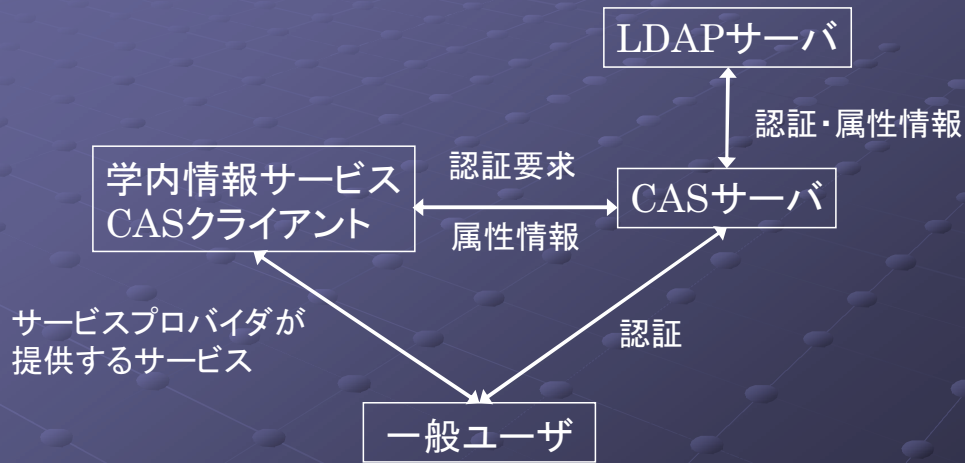 LDAPサーバ
認証・属性情報
学内情報サービス
CASクライアント
認証要求
属性情報
CASサーバ
サービスプロバイダが
提供するサービス
認証
一般ユーザ